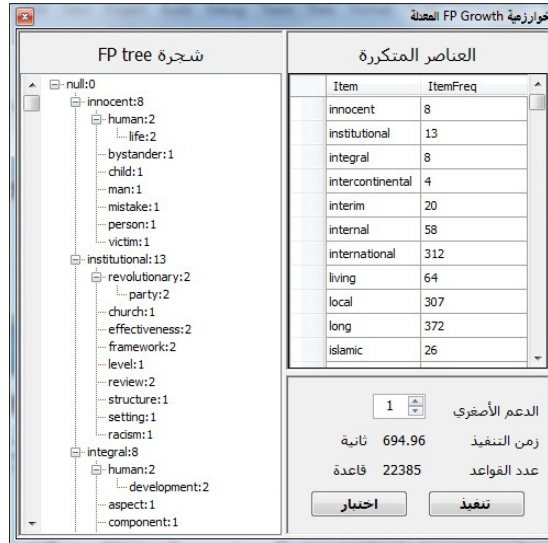 خوارزمية FP Growth المعدلة
شجرة FP tree
null:0
innocent:8
human:2
life:2
bystander:1
child:1
man:1
mistake:1
person:1
victim:1
institutional:13
revolutionary:2
party:2
church:1
effectiveness:2
framework:2
level:1
review:2
structure:1
setting:1
racism:1
integral:8
human:2
development:2
aspect:1
component:1
العناصر المتكررة
Item ItemFreq
innocent 8
institutional 13
integral 8
intercontinental 4
interim 20
internal 58
international 312
living 64
local 307
long 372
islamic 26
الدعم الأصغري 1
زمن التنفيذ 694.96 ثانية
عدد القواعد 22385 قاعدة
تنفيذ اختبار